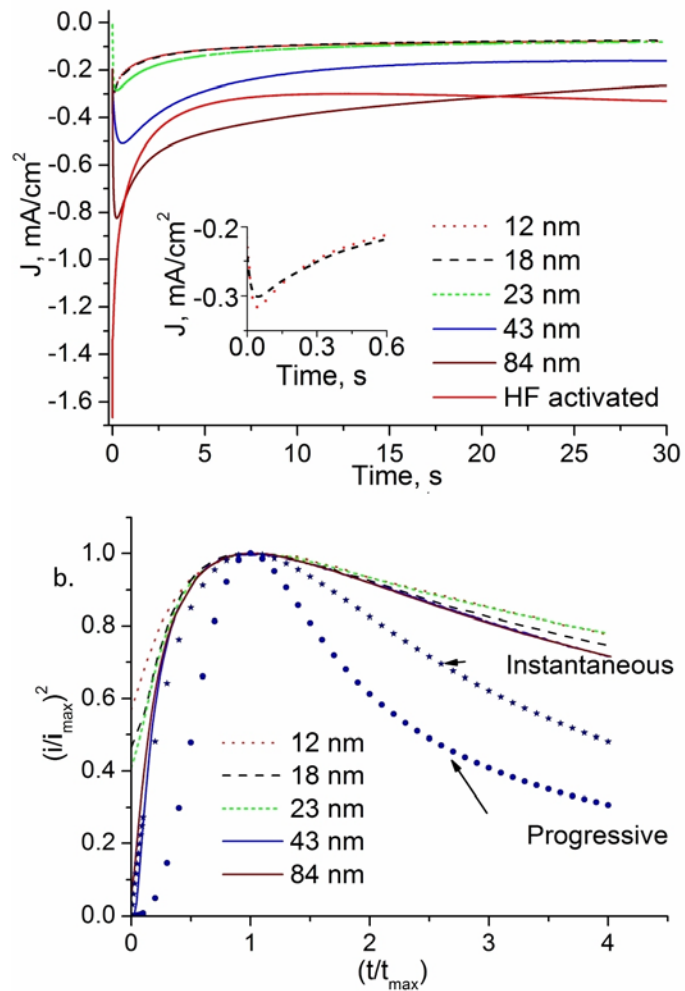 0.0
-0.2
-0.4
-0.6
-0.8
-1.0
-1.2
-1.4
-1.6
J, mA/cm²
-0.2
-0.3
J, mA/cm²
0.0 0.3 0.6
Time, s
12 nm
18 nm
23 nm
43 nm
84 nm
HF activated
0 5 10 15 20 25 30
Time, s
b.
1.0
0.8
0.6
0.4
0.2
0.0
(i/i_max)²
Instantaneous
Progressive
12 nm
18 nm
23 nm
43 nm
84 nm
0 1 2 3 4
(t/t_max)